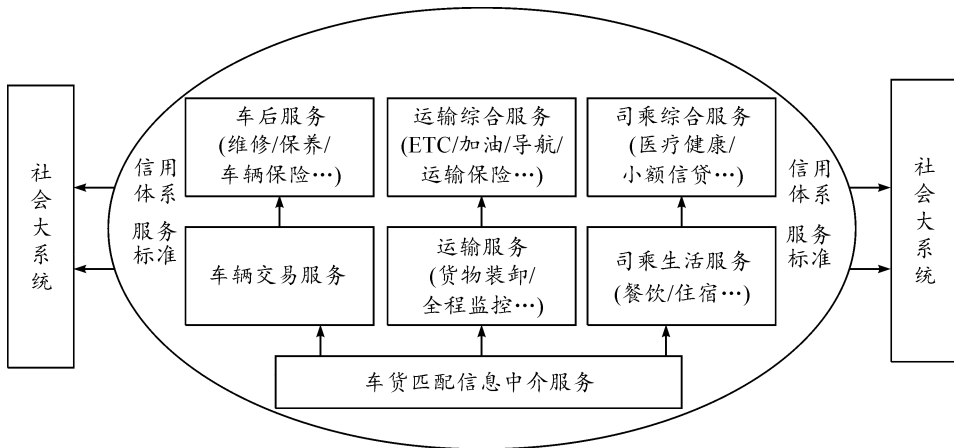 社会大系统
信用
体系
服务
标准
车后服务
(维修/保养/
车辆保险…)
运输综合服务
(ETC/加油/导航/
运输保险…)
司乘综合服务
(医疗健康/
小额信贷…)
车辆交易服务
运输服务
(货物装卸/
全程监控…)
司乘生活服务
(餐饮/住宿…)
车货匹配信息中介服务
信用
体系
服务
标准
社会大系统